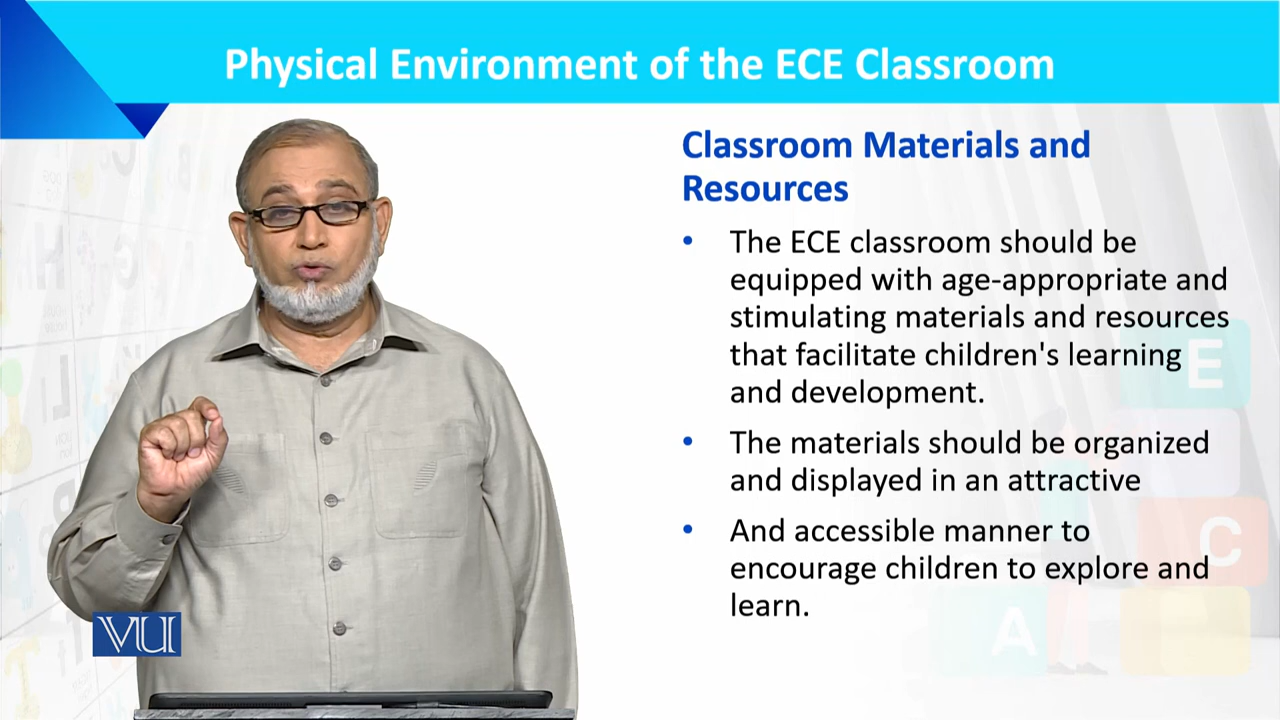 Physical Environment of the ECE Classroom
Classroom Materials and
Resources
• The ECE classroom should be
equipped with age-appropriate and
stimulating materials and resources
that facilitate children's learning
and development.
• The materials should be organized
and displayed in an attractive
• And accessible manner to
encourage children to explore and
learn.
VU
E
C
A